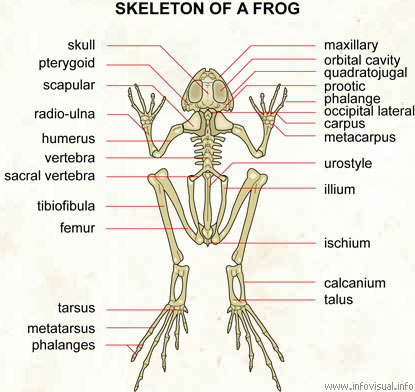 SKELETON OF A FROG
skull
pterygoid
scapular
radio-ulna
humerus
vertebra
sacral vertebra
tibiofibula
femur
tarsus
metatarsus
phalanges
maxillary
orbital cavity
quadratojugal
prootic
phalange
occipital lateral
carpus
metacarpus
urostyle
illium
ischium
calcanium
talus
www.infovisual.info